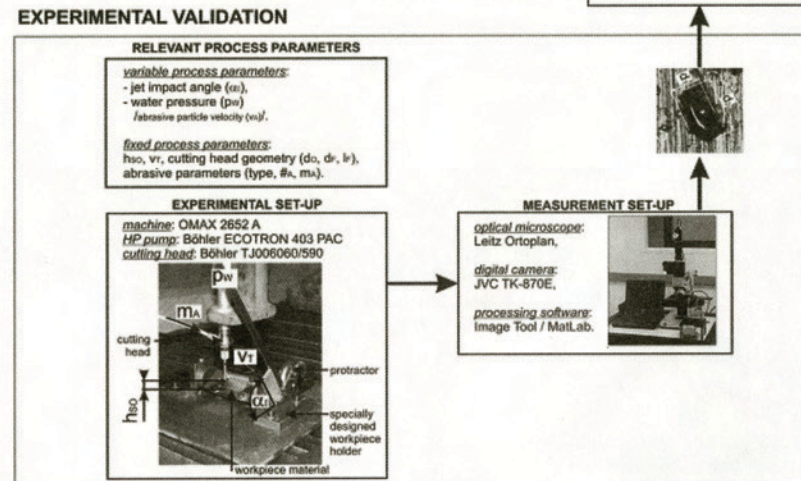 EXPERIMENTAL VALIDATION
RELEVANT PROCESS PARAMETERS
variable process parameters:
- jet impact angle (αI),
- water pressure (pW)
/abrasive particle velocity (vA)/.
fixed process parameters:
hSO, vT, cutting head geometry (dO, dF, lF),
abrasive parameters (type, #A, mA).
EXPERIMENTAL SET-UP
machine: OMAX 2652 A
HP pump: Böhler ECOTRON 403 PAC
cutting head: Böhler TJ006060/590
pW
mA
cutting
head
vT
protractor
hSO
αI
specially
designed
workpiece
holder
workpiece material
MEASUREMENT SET-UP
optical microscope:
Leitz Ortoplan,
digital camera:
JVC TK-870E,
processing software:
Image Tool / MatLab.